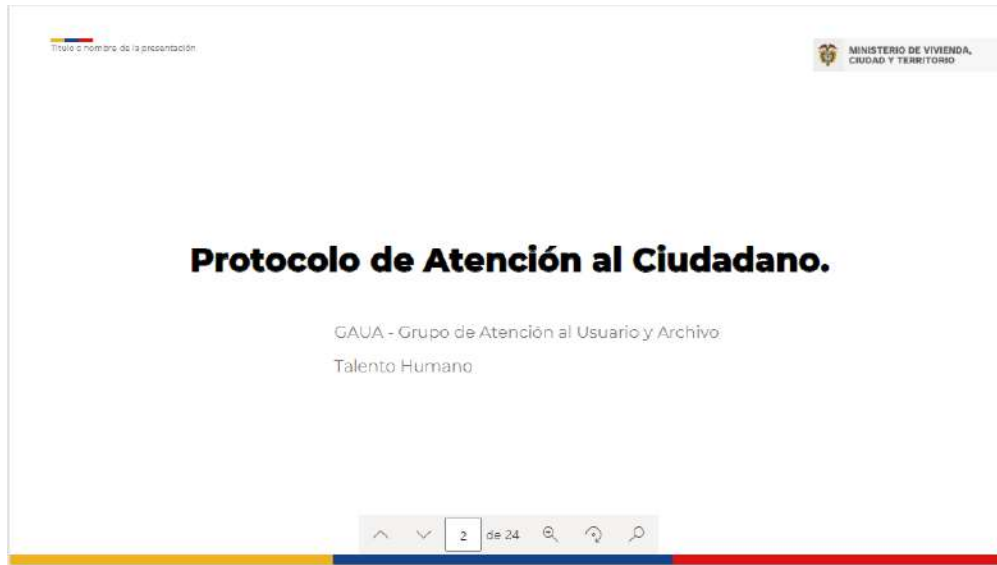 Título o nombre de la presentación
MINISTERIO DE VIVIENDA,
CIUDAD Y TERRITORIO
Protocolo de Atención al Ciudadano.
GAUA - Grupo de Atención al Usuario y Archivo
Talento Humano
2 de 24